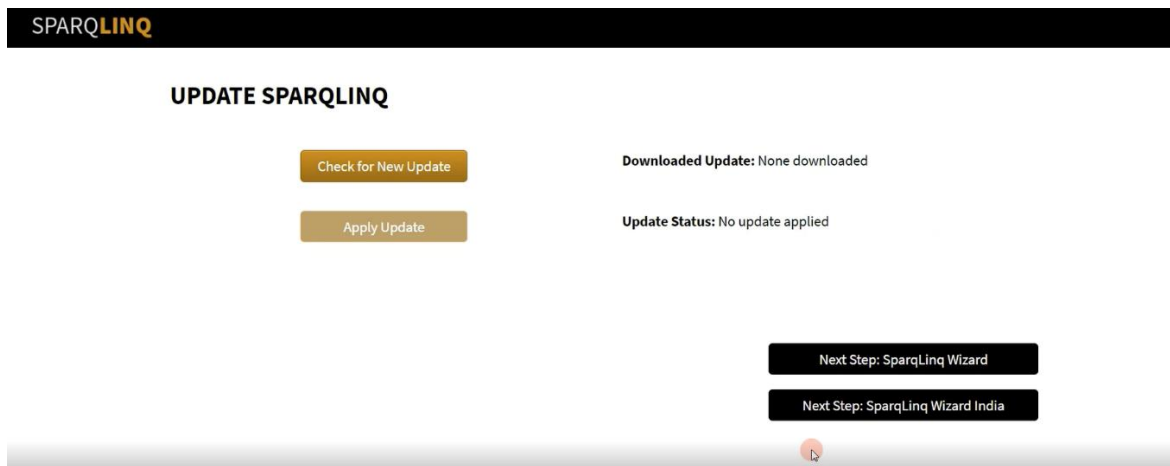 SPARQLINQ
UPDATE SPARQLINQ
Check for New Update
Downloaded Update: None downloaded
Apply Update
Update Status: No update applied
Next Step: SparqLinq Wizard
Next Step: SparqLinq Wizard India